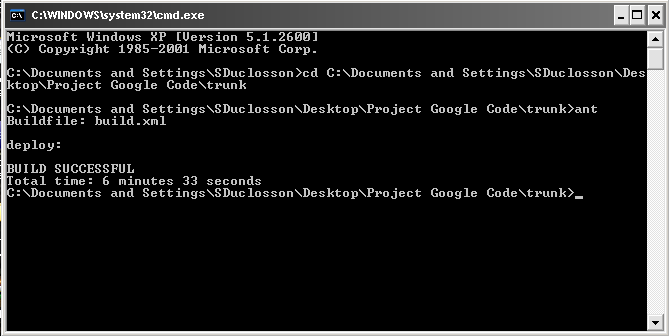 C:\WINDOWS\system32\cmd.exe
Microsoft Windows XP [Version 5.1.2600]
(C) Copyright 1985-2001 Microsoft Corp.
C:\Documents and Settings\SDuclosson>cd C:\Documents and Settings\SDuclosson\Des
ktop\Project Google Code\trunk
C:\Documents and Settings\SDuclosson\Desktop\Project Google Code\trunk>ant
Buildfile: build.xml
deploy:
BUILD SUCCESSFUL
Total time: 6 minutes 33 seconds
C:\Documents and Settings\SDuclosson\Desktop\Project Google Code\trunk>_